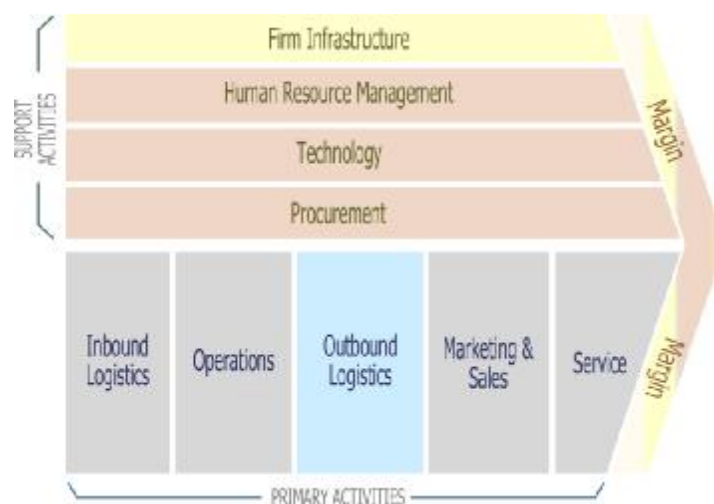 Firm Infrastructure
Human Resource Management
Technology
Procurement
SUPPORT
ACTIVITIES
Margin
Inbound
Logistics
Operations
Outbound
Logistics
Marketing &
Sales
Service
Margin
PRIMARY ACTIVITIES